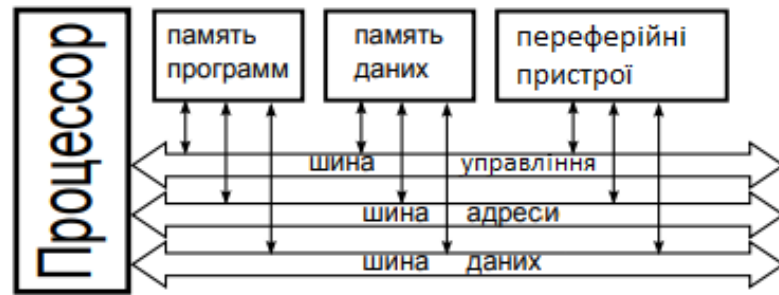 Процессор
память
программ
память
даних
переферійні
пристрої
шина управління
шина адреси
шина даних